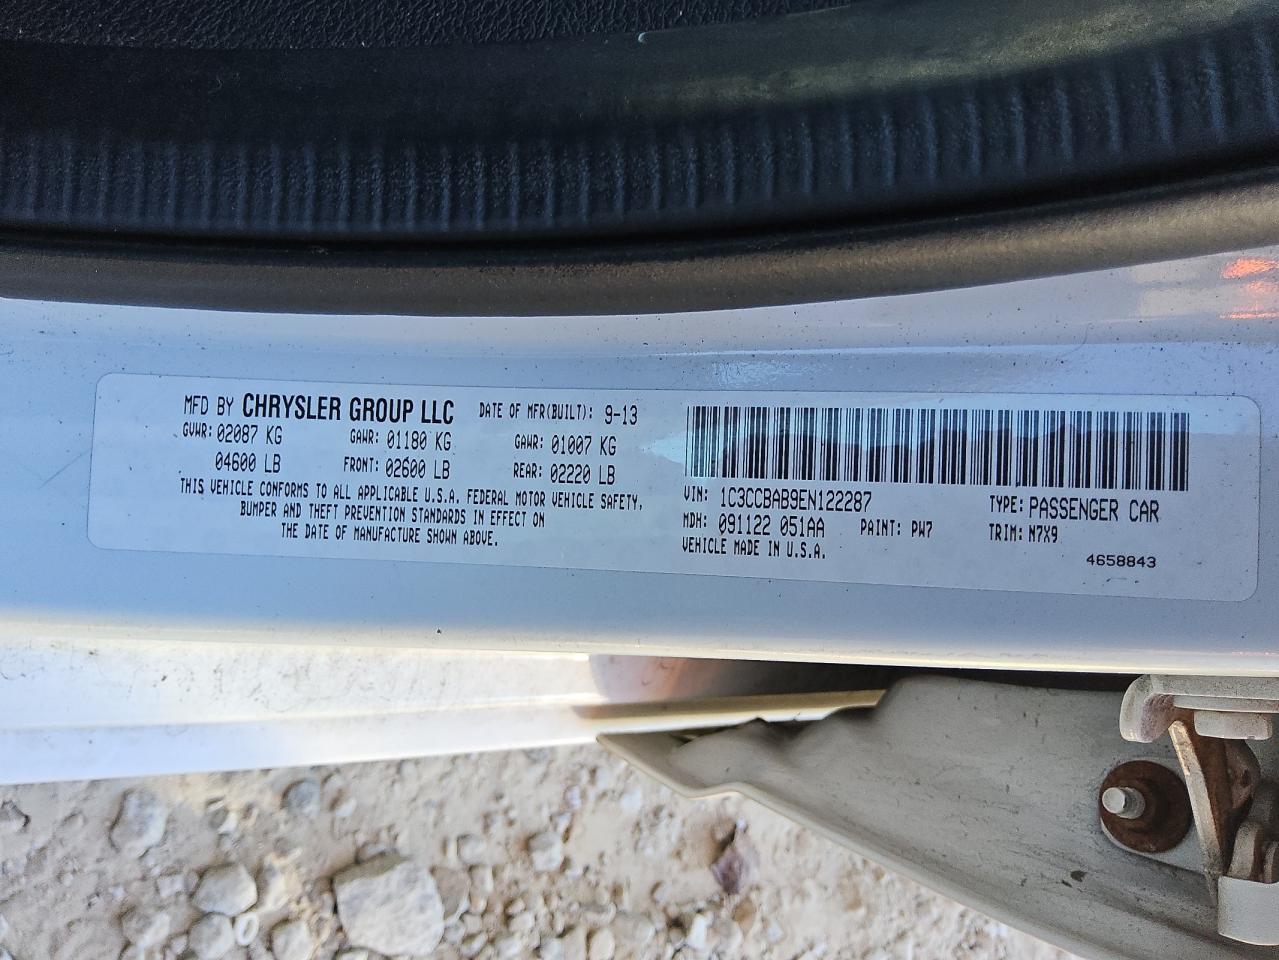 MFD BY CHRYSLER GROUP LLC DATE OF MFR(BUILT): 9-13
GVWR: 02087 KG GAWR: 01180 KG GAWR: 01007 KG
04600 LB FRONT: 02600 LB REAR: 02220 LB
THIS VEHICLE CONFORMS TO ALL APPLICABLE U.S.A. FEDERAL MOTOR VEHICLE SAFETY,
BUMPER AND THEFT PREVENTION STANDARDS IN EFFECT ON
THE DATE OF MANUFACTURE SHOWN ABOVE.
VIN: 1C3CCBAB9EN122287 TYPE: PASSENGER CAR
MDH: 091122 051AA PAINT: PW7 TRIM: N7X9
VEHICLE MADE IN U.S.A. 4658843